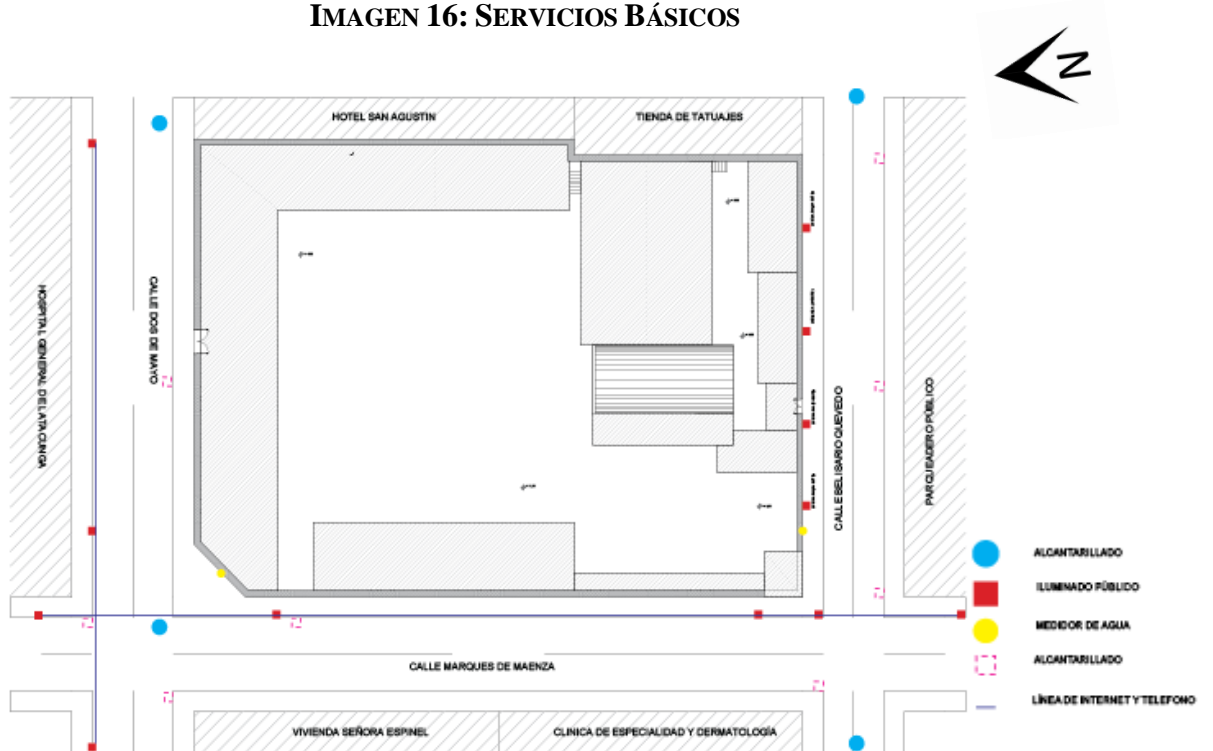 IMAGEN 16: SERVICIOS BÁSICOS
N
HOTEL SAN AGUSTIN
TIENDA DE TATUAJES
HOSPITAL GENERAL DE LATACUNGA
CALLE DOS DE MAYO
CALLE BELISARIO QUEVEDO
PARQUEADERO PÚBLICO
ALCANTARILLADO
ILUMINADO PÚBLICO
MEDIDOR DE AGUA
ALCANTARILLADO
LÍNEA DE INTERNET Y TELEFONO
CALLE MARQUES DE MAENZA
VIVIENDA SEÑORA ESPINEL
CLINICA DE ESPECIALIDAD Y DERMATOLOGÍA